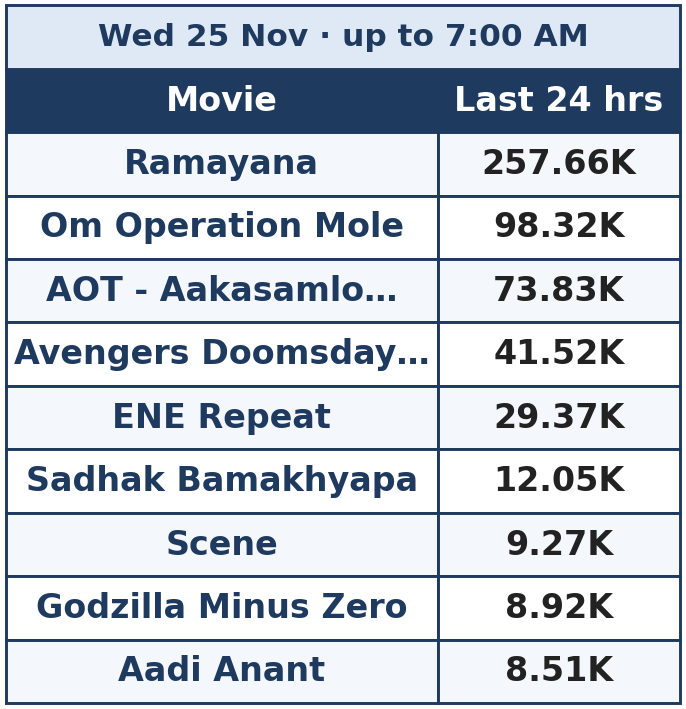 Wed 25 Nov · up to 7:00 AM
Movie Last 24 hrs
Ramayana 257.66K
Om Operation Mole 98.32K
AOT - Aakasamlo... 73.83K
Avengers Doomsday... 41.52K
ENE Repeat 29.37K
Sadhak Bamakhyapa 12.05K
Scene 9.27K
Godzilla Minus Zero 8.92K
Aadi Anant 8.51K